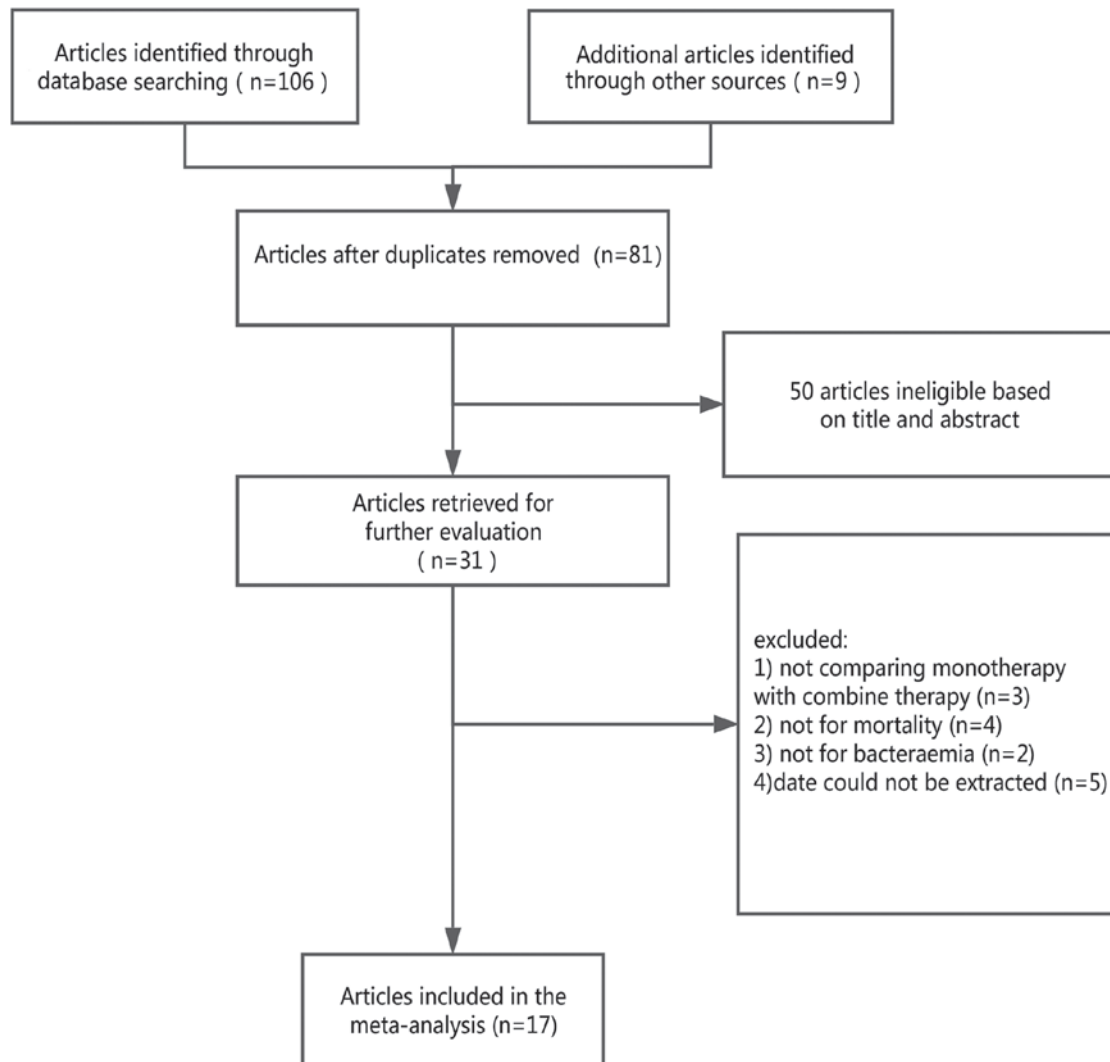 Articles identified through
database searching ( n=106 )
Additional articles identified
through other sources ( n=9 )
Articles after duplicates removed (n=81)
50 articles ineligible based
on title and abstract
Articles retrieved for
further evaluation
( n=31 )
excluded:
1) not comparing monotherapy
with combine therapy (n=3)
2) not for mortality (n=4)
3) not for bacteraemia (n=2)
4)date could not be extracted (n=5)
Articles included in the
meta-analysis (n=17)